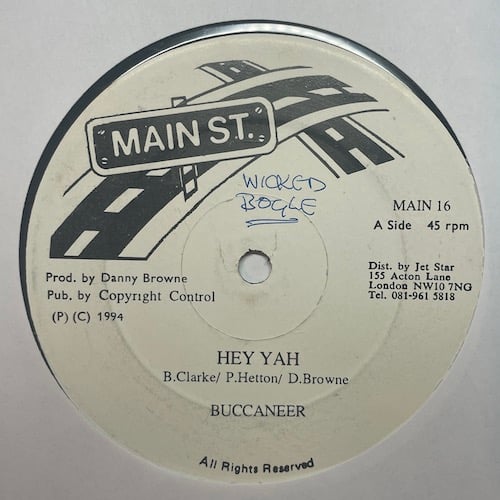 MAIN ST.
WICKED
BOGLE
MAIN 16
A Side 45 rpm
Prod. by Danny Browne
Pub. by Copyright Control
(P) (C) 1994
Dist. by Jet Star
155 Acton Lane
London NW10 7NG
Tel. 081-961 5818
HEY YAH
B.Clarke/ P.Hetton/ D.Browne
BUCCANEER
All Rights Reserved